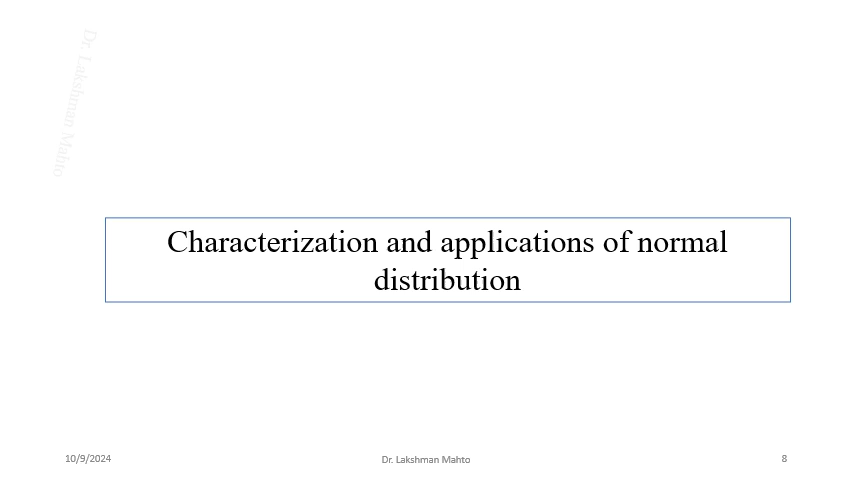 Dr. Lakshman Mahto
Characterization and applications of normal
distribution
10/9/2024
Dr. Lakshman Mahto
8